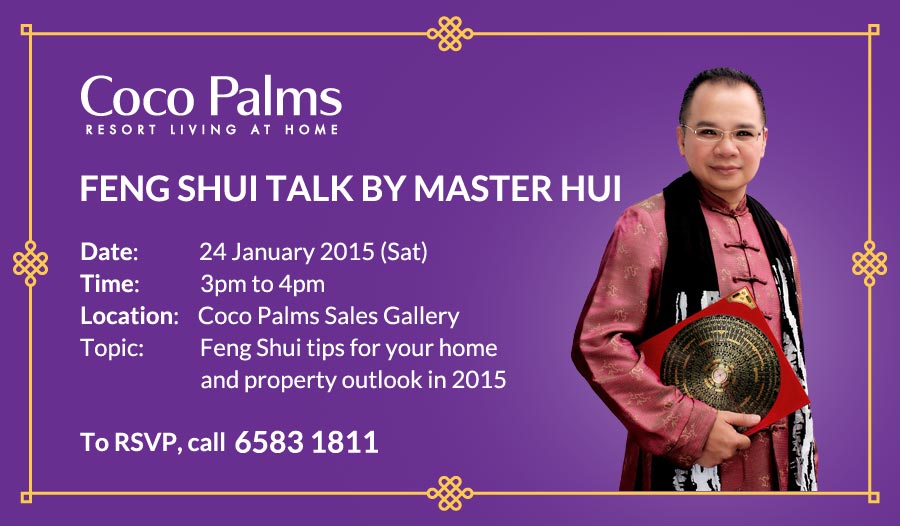 Coco Palms
RESORT LIVING AT HOME
FENG SHUI TALK BY MASTER HUI
Date: 24 January 2015 (Sat)
Time: 3pm to 4pm
Location: Coco Palms Sales Gallery
Topic: Feng Shui tips for your home
and property outlook in 2015
To RSVP, call 6583 1811